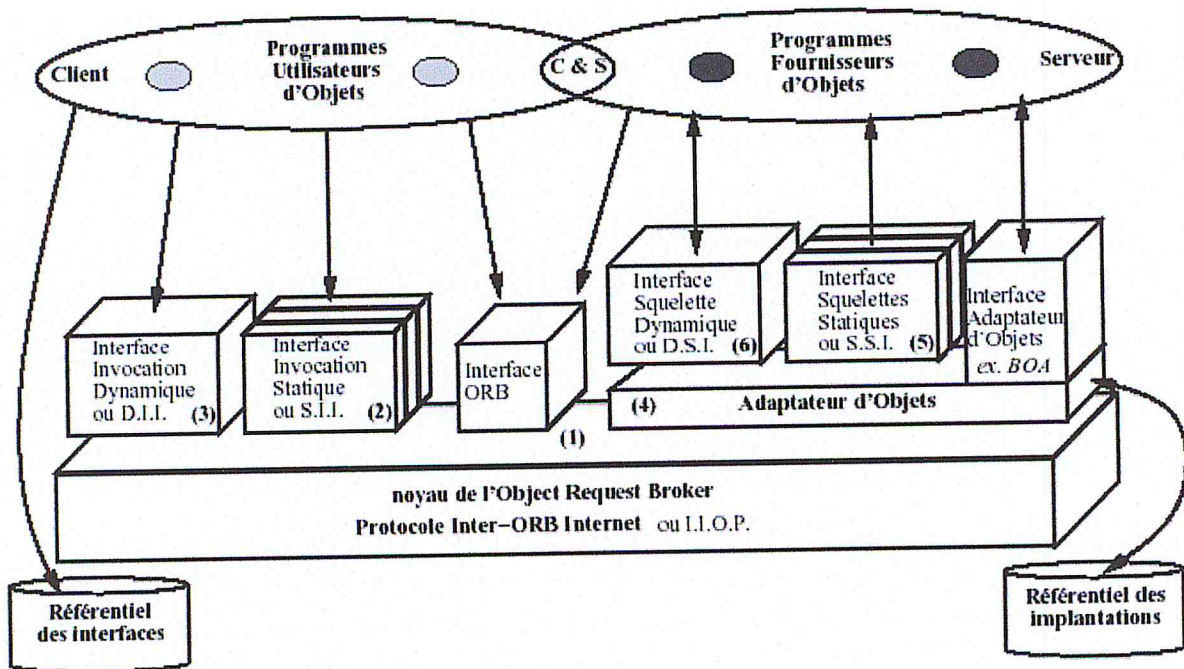 Client
Programmes
Utilisateurs
d'Objets
C & S
Programmes
Fournisseurs
d'Objets
Serveur
Interface
Invocation
Dynamique
ou D.I.I. (3)
Interface
Invocation
Statique
ou S.I.I. (2)
Interface
ORB
(1)
Interface
Squelette
Dynamique
ou D.S.I. (6)
Interface
Squelettes
Statiques
ou S.S.I. (5)
Interface
Adaptateur
d'Objets
ex. BOA
(4) Adaptateur d'Objets
noyau de l'Object Request Broker
Protocole Inter-ORB Internet ou I.I.O.P.
Référentiel
des interfaces
Référentiel des
implantations